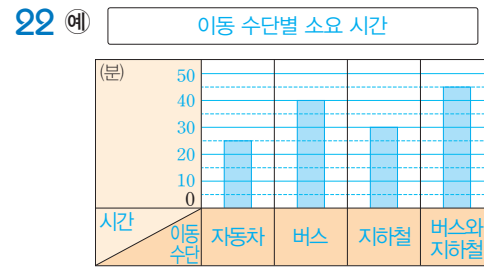 22 예 이동 수단별 소요 시간
(분)
50
40
30
20
10
0
시간
이동
수단
자동차
버스
지하철
버스와
지하철